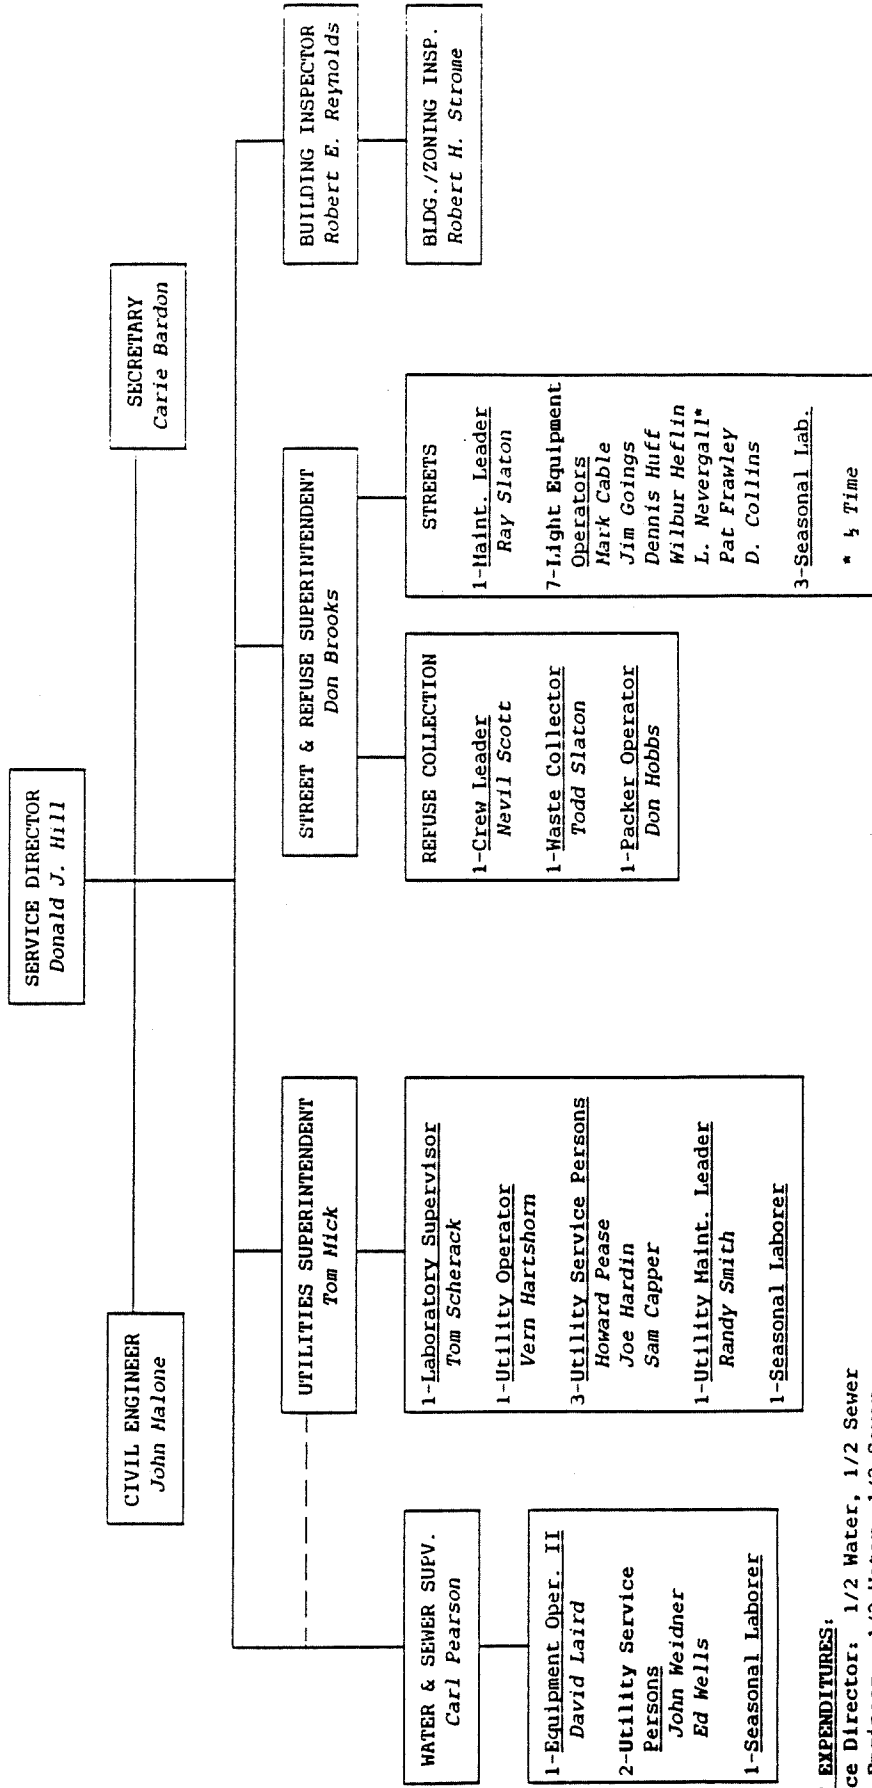 SERVICE DIRECTOR
Donald J. Hill
CIVIL ENGINEER
John Malone
SECRETARY
Carie Bardon
UTILITIES SUPERINTENDENT
Tom Mick
STREET & REFUSE SUPERINTENDENT
Don Brooks
BUILDING INSPECTOR
Robert E. Reynolds
WATER & SEWER SUPV.
Carl Pearson
1-Equipment Oper. II
David Laird
2-Utility Service
Persons
John Weidner
Ed Wells
1-Seasonal Laborer
1-Laboratory Supervisor
Tom Scherack
1-Utility Operator
Vern Hartshorn
3-Utility Service Persons
Howard Pease
Joe Hardin
Sam Capper
1-Utility Maint. Leader
Randy Smith
1-Seasonal Laborer
REFUSE COLLECTION
1-Crew Leader
Nevil Scott
1-Waste Collector
Todd Slaton
1-Packer Operator
Don Hobbs
STREETS
1-Maint. Leader
Ray Slaton
7-Light Equipment
Operators
Mark Cable
Jim Goings
Dennis Huff
Wilbur Heflin
L. Nevergall*
Pat Frawley
D. Collins
3-Seasonal Lab.
* ½ Time
BLDG./ZONING INSP.
Robert H. Strome
EXPENDITURES:
ce Director: 1/2 Water, 1/2 Sewer